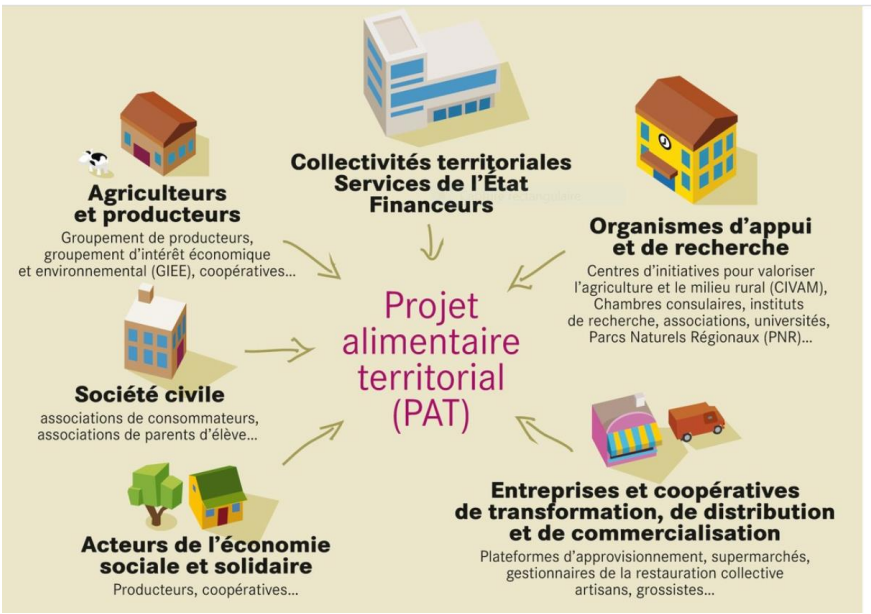 Collectivités territoriales
Services de l'État
Financeurs
Agriculteurs
et producteurs
Groupement de producteurs,
groupement d'intérêt économique
et environnemental (GIEE), coopératives...
Organismes d'appui
et de recherche
Centres d'initiatives pour valoriser
l'agriculture et le milieu rural (CIVAM),
Chambres consulaires, instituts
de recherche, associations, universités,
Parcs Naturels Régionaux (PNR)...
Projet
alimentaire
territorial
(PAT)
Société civile
associations de consommateurs,
associations de parents d'élève...
Acteurs de l'économie
sociale et solidaire
Producteurs, coopératives...
Entreprises et coopératives
de transformation, de distribution
et de commercialisation
Plateformes d'approvisionnement, supermarchés,
gestionnaires de la restauration collective
artisans, grossistes...